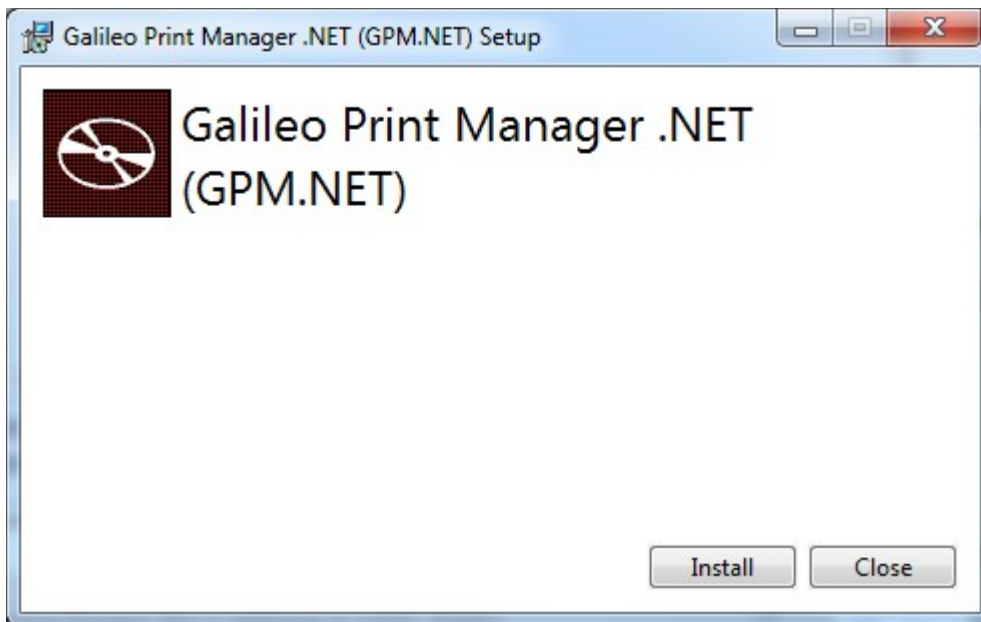 Galileo Print Manager .NET (GPM.NET) Setup
Galileo Print Manager .NET
(GPM.NET)
Install Close